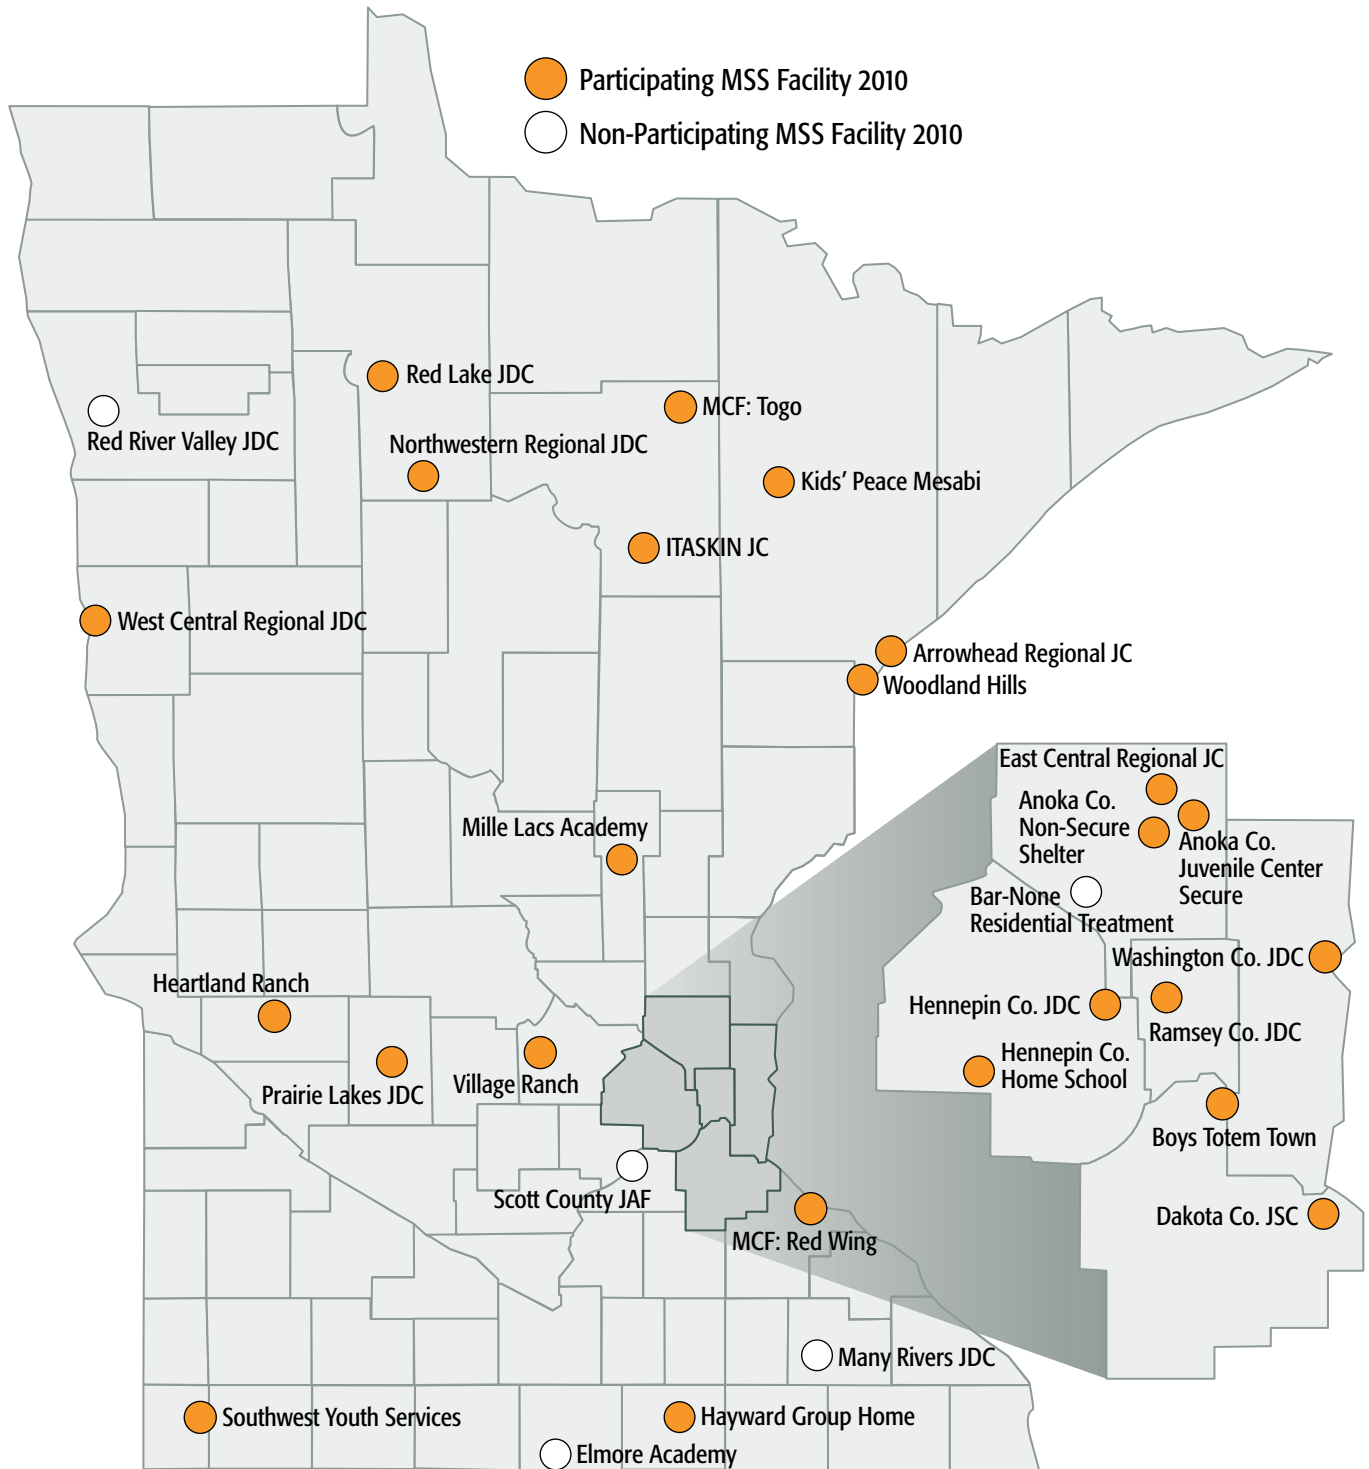 Participating MSS Facility 2010
Non-Participating MSS Facility 2010
Red Lake JDC
MCF: Togo
Red River Valley JDC
Northwestern Regional JDC
Kids' Peace Mesabi
ITASKIN JC
West Central Regional JDC
Arrowhead Regional JC
Woodland Hills
East Central Regional JC
Anoka Co.
Non-Secure
Shelter
Anoka Co.
Juvenile Center
Secure
Mille Lacs Academy
Bar-None
Residential Treatment
Washington Co. JDC
Heartland Ranch
Hennepin Co. JDC
Ramsey Co. JDC
Hennepin Co.
Home School
Prairie Lakes JDC
Village Ranch
Boys Totem Town
Scott County JAF
Dakota Co. JSC
MCF: Red Wing
Many Rivers JDC
Southwest Youth Services
Hayward Group Home
Elmore Academy